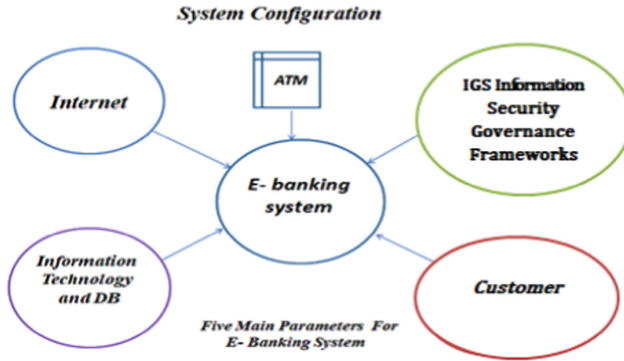 System Configuration
Internet
ATM
IGS Information
Security
Governance
Frameworks
E- banking
system
Information
Technology
and DB
Customer
Five Main Parameters For
E- Banking System